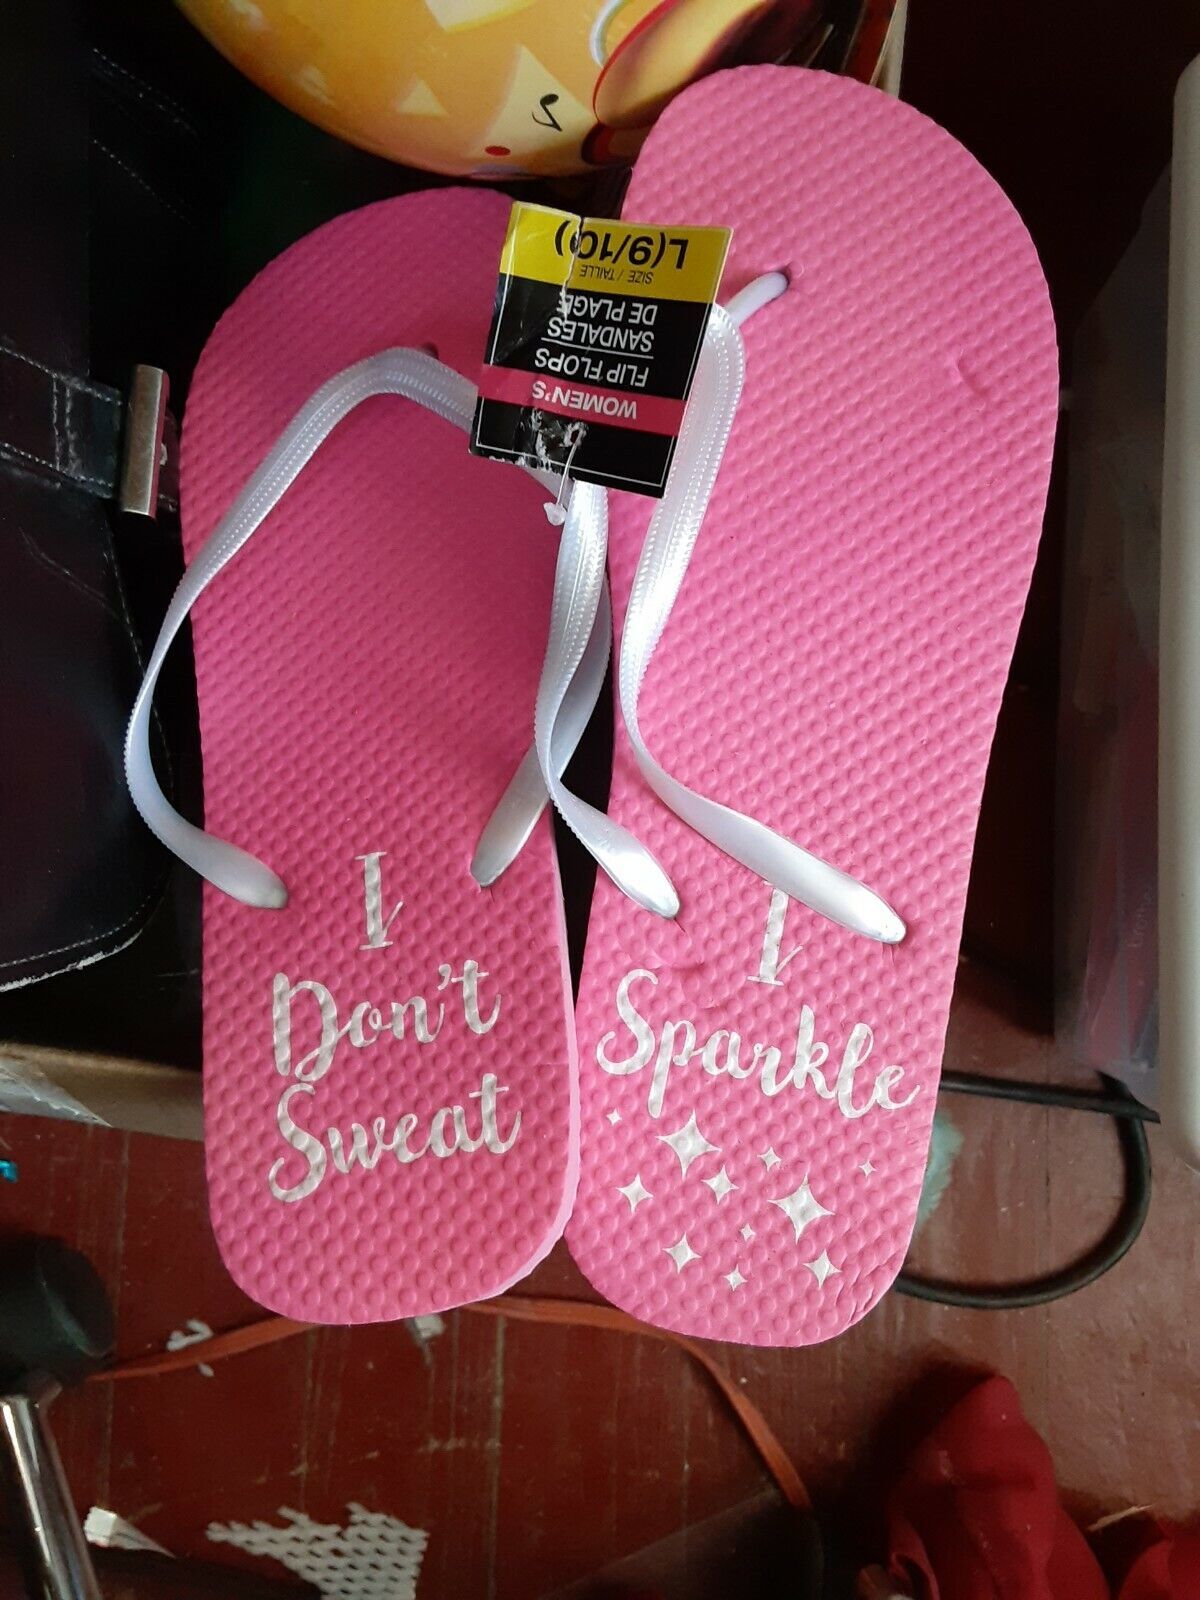 WOMEN'S
FLIP FLOPS
SANDALES
DE PLAGE
SIZE / TAILLE
L(9/10)
I
Don't
Sweat
I
Sparkle